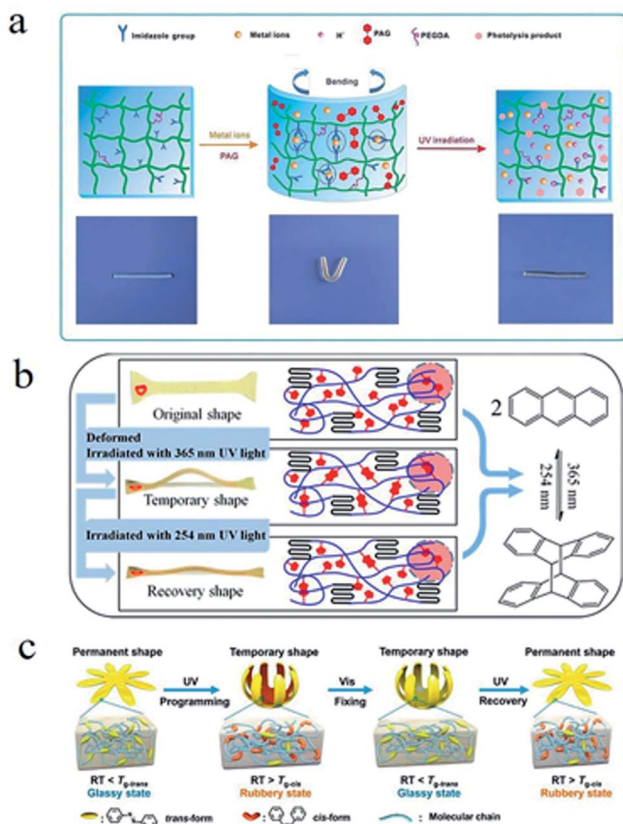 a
Imidazole group
Metal ions
H⁺
PAG
PEGDA
Photolysis product
Bending
Metal ions
PAG
UV irradiation
b
Original shape
Deformed
Irradiated with 365 nm UV light
Temporary shape
Irradiated with 254 nm UV light
Recovery shape
2
365 nm
254 nm
c
Permanent shape
UV
Programming
Temporary shape
Vis
Fixing
Temporary shape
UV
Recovery
Permanent shape
RT < Tg-trans
Glassy state
RT > Tg-cis
Rubbery state
RT < Tg-trans
Glassy state
RT > Tg-cis
Rubbery state
: trans-form
: cis-form
: Molecular chain